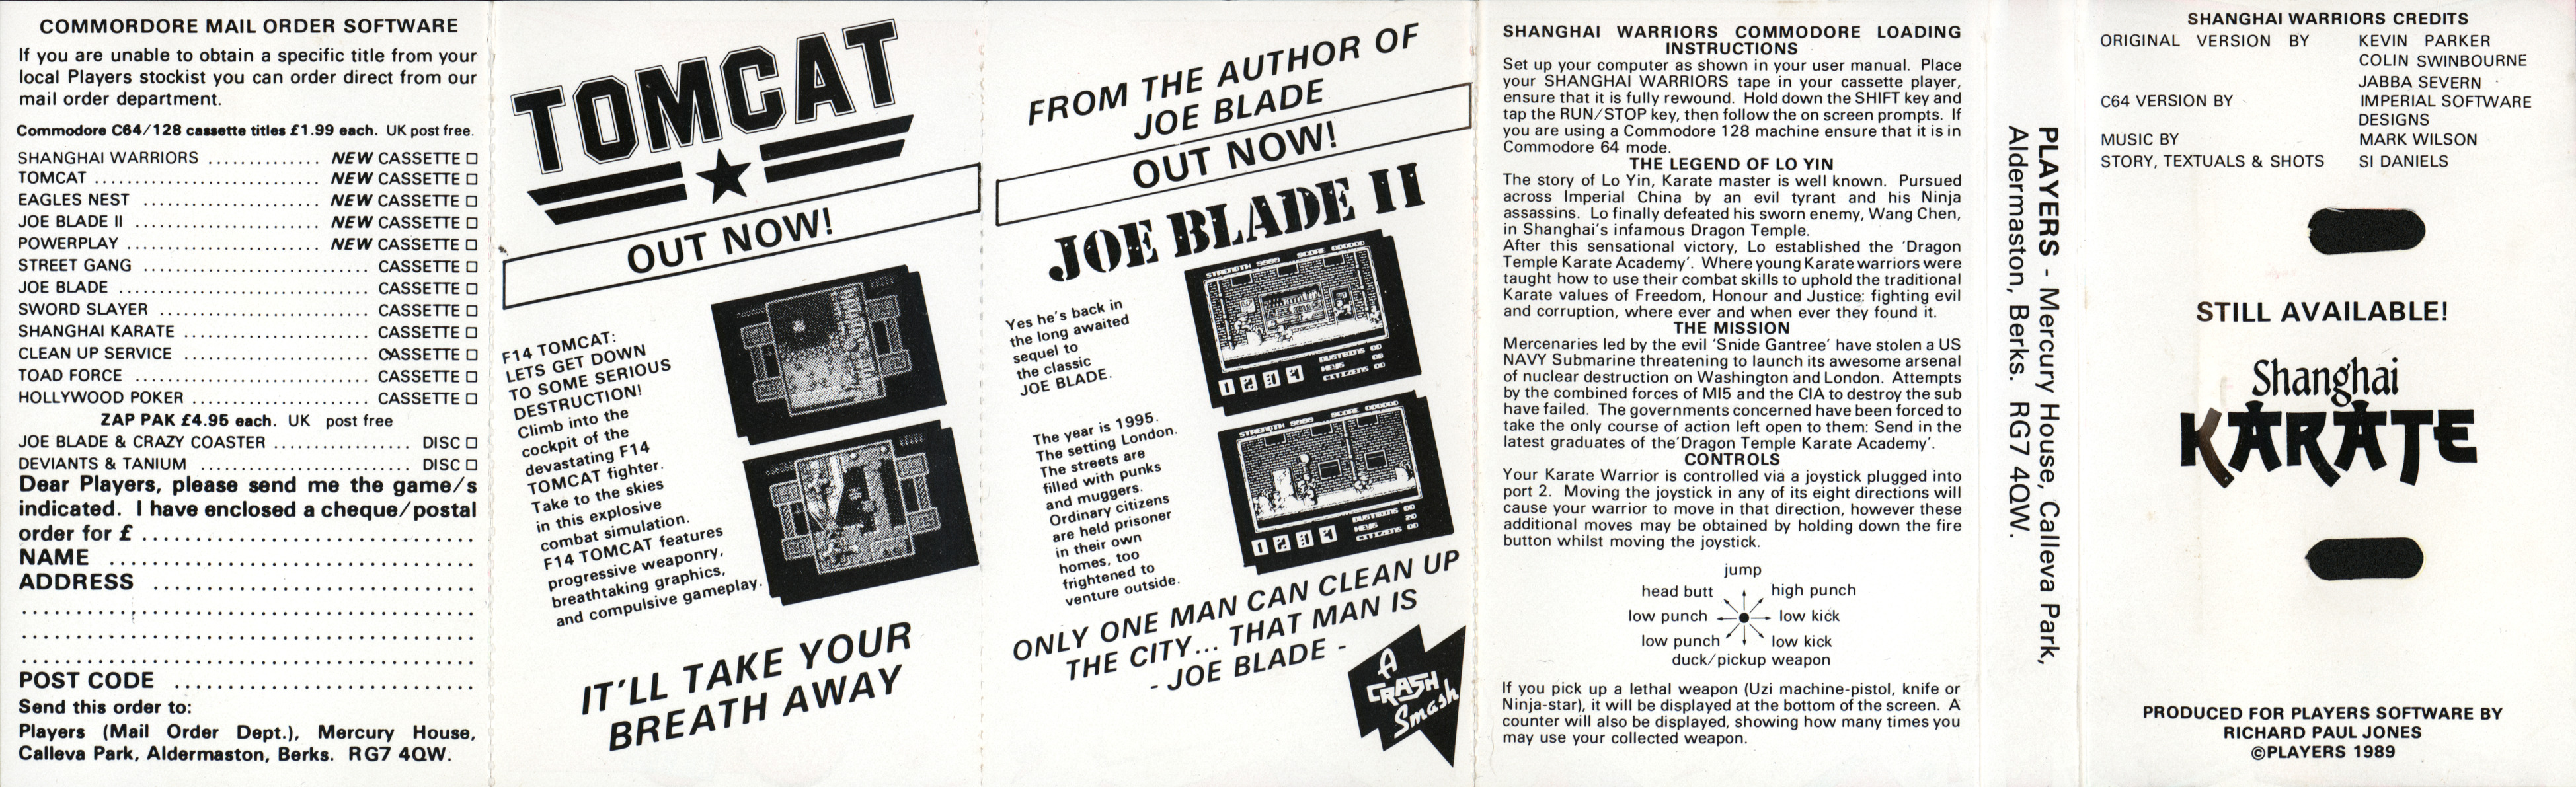 COMMORDORE MAIL ORDER SOFTWARE
If you are unable to obtain a specific title from your
local Players stockist you can order direct from our
mail order department.
Commodore C64/128 cassette titles £1.99 each. UK post free.
SHANGHAI WARRIORS .............. NEW CASSETTE □
TOMCAT ............................ NEW CASSETTE □
EAGLES NEST ...................... NEW CASSETTE □
JOE BLADE II ....................... NEW CASSETTE □
POWERPLAY ........................ NEW CASSETTE □
STREET GANG ............................ CASSETTE □
JOE BLADE ................................ CASSETTE □
SWORD SLAYER .......................... CASSETTE □
SHANGHAI KARATE ....................... CASSETTE □
CLEAN UP SERVICE ....................... CASSETTE □
TOAD FORCE ............................. CASSETTE □
HOLLYWOOD POKER ..................... CASSETTE □
ZAP PAK £4.95 each. UK post free
JOE BLADE & CRAZY COASTER ................. DISC □
DEVIANTS & TANIUM .......................... DISC □
Dear Players, please send me the game/s
indicated. I have enclosed a cheque/postal
order for £ ......................................
NAME ..........................................
ADDRESS ....................................
....................................................
....................................................
....................................................
POST CODE ..................................
Send this order to:
Players (Mail Order Dept.), Mercury House,
Calleva Park, Aldermaston, Berks. RG7 4QW.
TOMCAT
OUT NOW!
F14 TOMCAT:
LETS GET DOWN
TO SOME SERIOUS
DESTRUCTION!
Climb into the
cockpit of the
devastating F14
TOMCAT fighter.
Take to the skies
in this explosive
combat simulation.
F14 TOMCAT features
progressive weaponry,
breathtaking graphics,
and compulsive gameplay.
IT'LL TAKE YOUR
BREATH AWAY
FROM THE AUTHOR OF
JOE BLADE
OUT NOW!
JOE BLADE II
Yes he's back in
the long awaited
sequel to
the classic
JOE BLADE.
STRENGTH 9999 SCORE 000000
DUSTBINS 00
KEYS 08
CITIZENS 00
1 2 3 4
The year is 1995.
The setting London.
The streets are
filled with punks
and muggers.
Ordinary citizens
are held prisoner
in their own
homes, too
frightened to
venture outside.
STRENGTH 9999 SCORE 000000
DUSTBINS 00
KEYS 20
CITIZENS 00
1 2 3 4
ONLY ONE MAN CAN CLEAN UP
THE CITY... THAT MAN IS
- JOE BLADE -
A
CRASH
Smash
SHANGHAI WARRIORS COMMODORE LOADING
INSTRUCTIONS
Set up your computer as shown in your user manual. Place
your SHANGHAI WARRIORS tape in your cassette player,
ensure that it is fully rewound. Hold down the SHIFT key and
tap the RUN/STOP key, then follow the on screen prompts. If
you are using a Commodore 128 machine ensure that it is in
Commodore 64 mode.
THE LEGEND OF LO YIN
The story of Lo Yin, Karate master is well known. Pursued
across Imperial China by an evil tyrant and his Ninja
assassins. Lo finally defeated his sworn enemy, Wang Chen,
in Shanghai's infamous Dragon Temple.
After this sensational victory, Lo established the 'Dragon
Temple Karate Academy'. Where young Karate warriors were
taught how to use their combat skills to uphold the traditional
Karate values of Freedom, Honour and Justice: fighting evil
and corruption, where ever and when ever they found it.
THE MISSION
Mercenaries led by the evil 'Snide Gantree' have stolen a US
NAVY Submarine threatening to launch its awesome arsenal
of nuclear destruction on Washington and London. Attempts
by the combined forces of MI5 and the CIA to destroy the sub
have failed. The governments concerned have been forced to
take the only course of action left open to them: Send in the
latest graduates of the'Dragon Temple Karate Academy'.
CONTROLS
Your Karate Warrior is controlled via a joystick plugged into
port 2. Moving the joystick in any of its eight directions will
cause your warrior to move in that direction, however these
additional moves may be obtained by holding down the fire
button whilst moving the joystick.
jump
head butt high punch
low punch low kick
low punch low kick
duck/pickup weapon
If you pick up a lethal weapon (Uzi machine-pistol, knife or
Ninja-star), it will be displayed at the bottom of the screen. A
counter will also be displayed, showing how many times you
may use your collected weapon.
PLAYERS - Mercury House, Calleva Park,
Aldermaston, Berks. RG7 4QW.
SHANGHAI WARRIORS CREDITS
ORIGINAL VERSION BY KEVIN PARKER
COLIN SWINBOURNE
JABBA SEVERN
C64 VERSION BY IMPERIAL SOFTWARE
DESIGNS
MUSIC BY MARK WILSON
STORY, TEXTUALS & SHOTS SI DANIELS
STILL AVAILABLE!
Shanghai
KARATE
PRODUCED FOR PLAYERS SOFTWARE BY
RICHARD PAUL JONES
©PLAYERS 1989